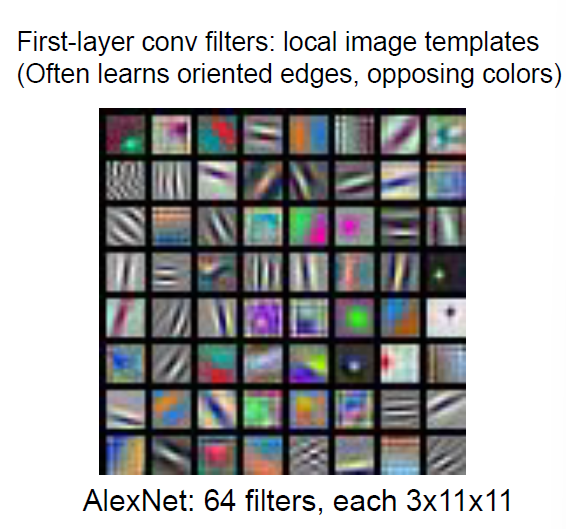 First-layer conv filters: local image templates
(Often learns oriented edges, opposing colors)
AlexNet: 64 filters, each 3x11x11